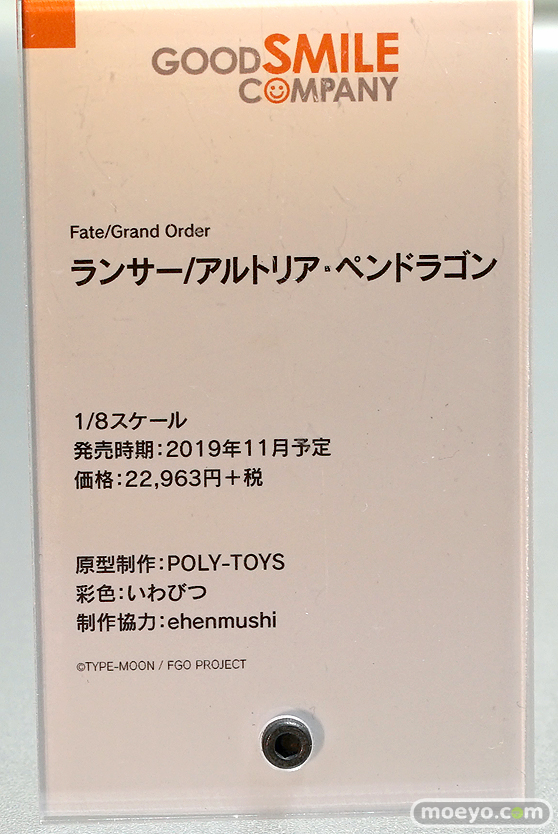 GOODSMILE
COMPANY
Fate/Grand Order
ランサー/アルトリア・ペンドラゴン
1/8スケール
発売時期：2019年11月予定
価格：22,963円＋税
原型制作：POLY-TOYS
彩色：いわびつ
制作協力：ehenmushi
©TYPE-MOON / FGO PROJECT
moeyo.com